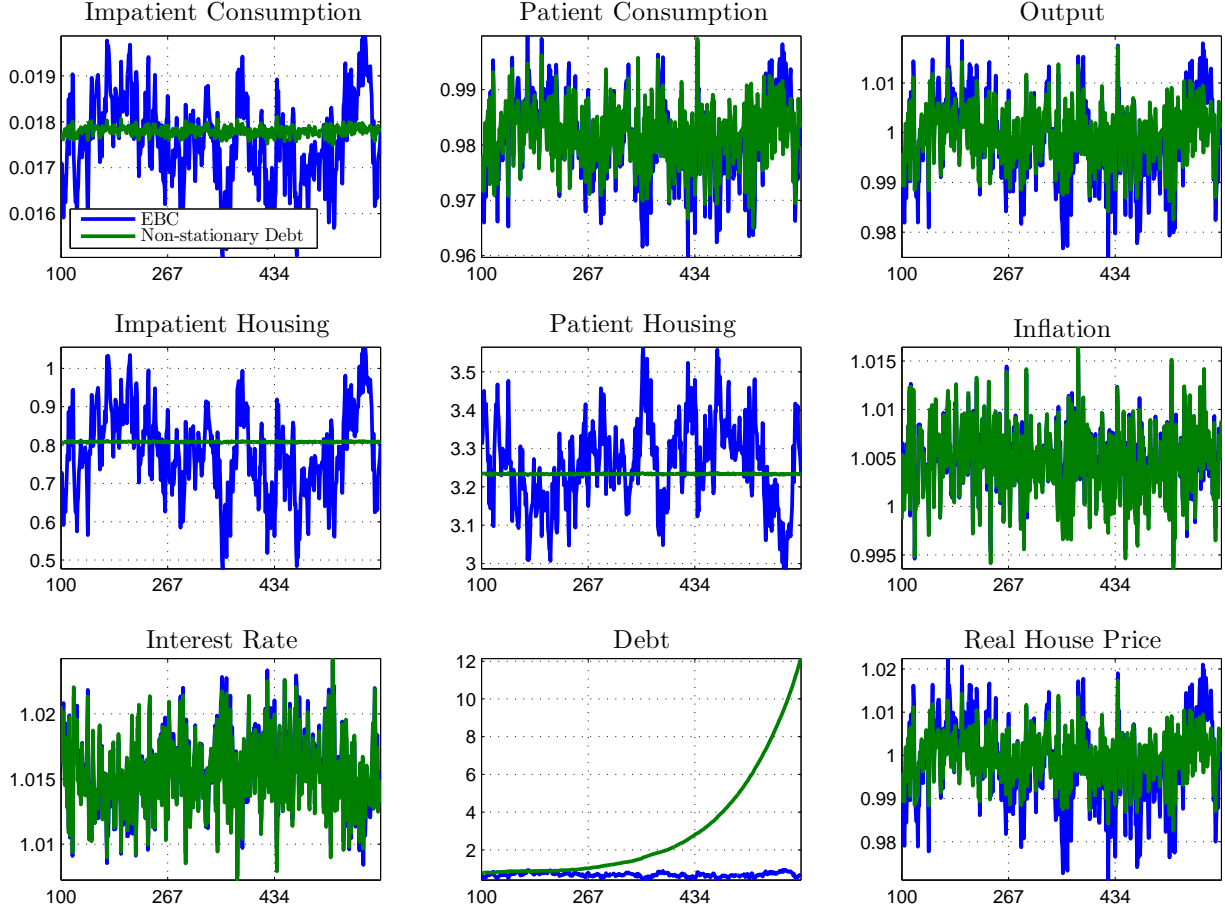 Impatient Consumption
0.019
0.018
0.017
0.016
EBC
Non-stationary Debt
100 267 434
Patient Consumption
0.99
0.98
0.97
0.96
100 267 434
Output
1.01
1
0.99
0.98
100 267 434
Impatient Housing
1
0.9
0.8
0.7
0.6
0.5
100 267 434
Patient Housing
3.5
3.4
3.3
3.2
3.1
3
100 267 434
Inflation
1.015
1.01
1.005
1
0.995
100 267 434
Interest Rate
1.02
1.015
1.01
100 267 434
Debt
12
10
8
6
4
2
100 267 434
Real House Price
1.02
1.01
1
0.99
0.98
100 267 434